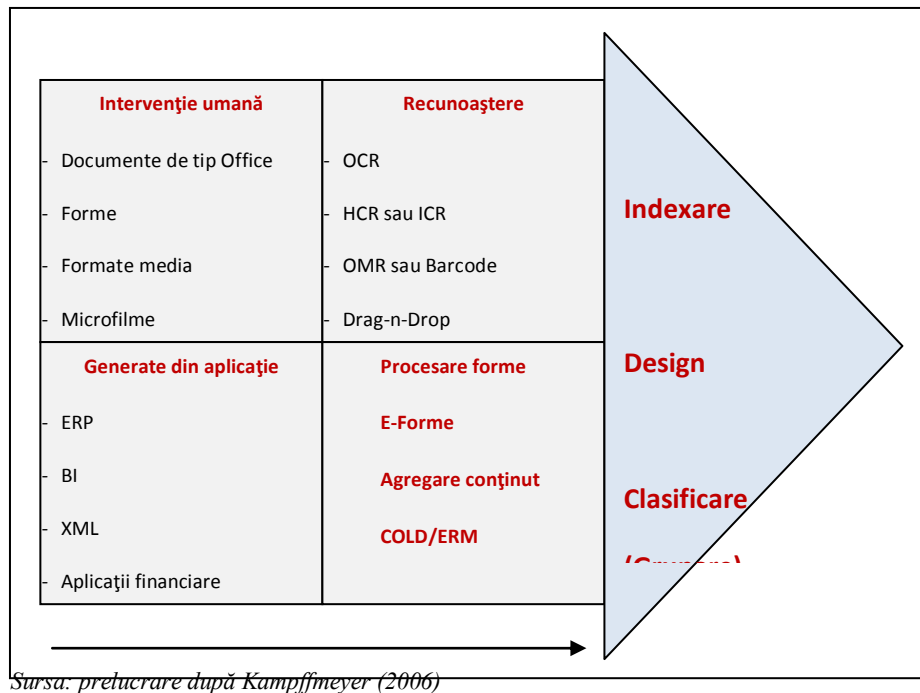 Intervenţie umană
- Documente de tip Office
- Forme
- Formate media
- Microfilme
Recunoaştere
- OCR
- HCR sau ICR
- OMR sau Barcode
- Drag-n-Drop
Generate din aplicaţie
- ERP
- BI
- XML
- Aplicaţii financiare
Procesare forme
E-Forme
Agregare conţinut
COLD/ERM
Indexare
Design
Clasificare
Sursa: prelucrare după Kampffmeyer (2006)